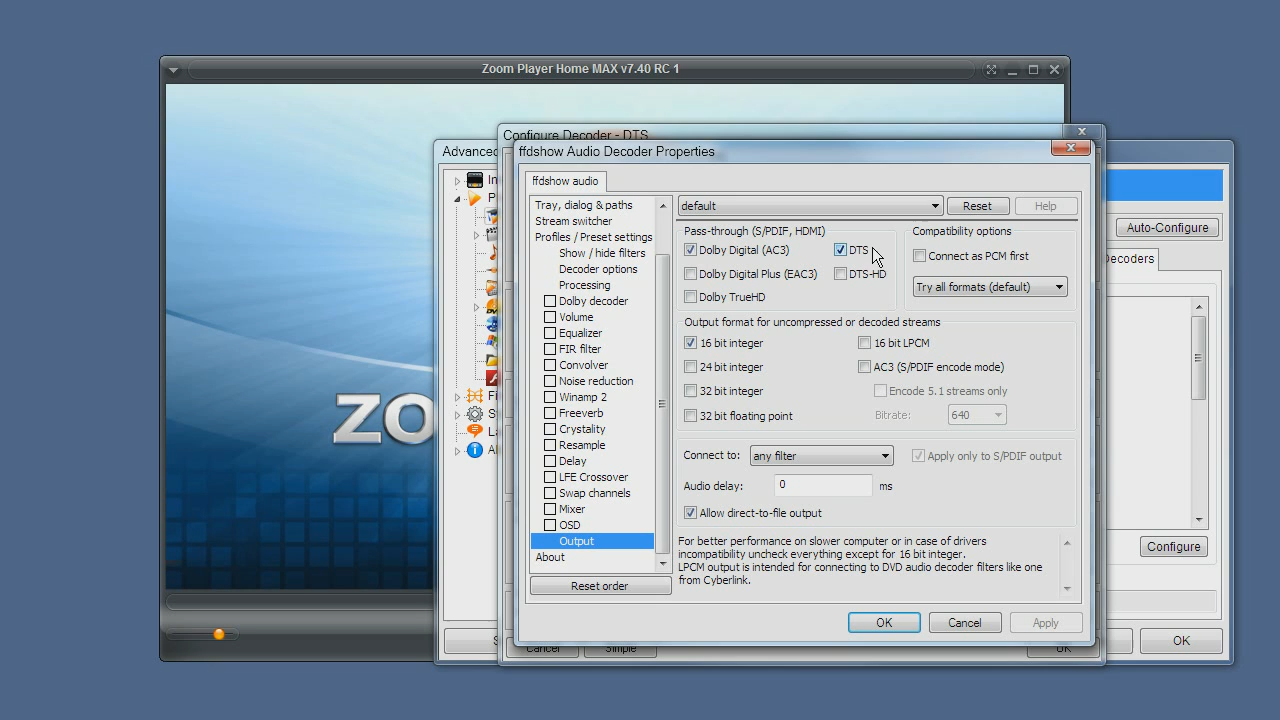 Zoom Player Home MAX v7.40 RC 1
ZO
Configure Decoder - DTS
Advanced
ffdshow Audio Decoder Properties
ffdshow audio
Tray, dialog & paths
Stream switcher
Profiles / Preset settings
Show / hide filters
Decoder options
Processing
Dolby decoder
Volume
Equalizer
FIR filter
Convolver
Noise reduction
Winamp 2
Freeverb
Crystality
Resample
Delay
LFE Crossover
Swap channels
Mixer
OSD
Output
About
Reset order
default
Reset
Help
Pass-through (S/PDIF, HDMI)
Dolby Digital (AC3)
DTS
Dolby Digital Plus (EAC3)
DTS-HD
Dolby TrueHD
Compatibility options
Connect as PCM first
Try all formats (default)
Output format for uncompressed or decoded streams
16 bit integer
16 bit LPCM
24 bit integer
AC3 (S/PDIF encode mode)
32 bit integer
Encode 5.1 streams only
32 bit floating point
Bitrate:
640
Connect to:
any filter
Apply only to S/PDIF output
Audio delay:
0
ms
Allow direct-to-file output
For better performance on slower computer or in case of drivers
incompatibility uncheck everything except for 16 bit integer.
LPCM output is intended for connecting to DVD audio decoder filters like one
from Cyberlink.
OK
Cancel
Apply
Auto-Configure
Decoders
Configure
OK
Cancel
Simple
OK